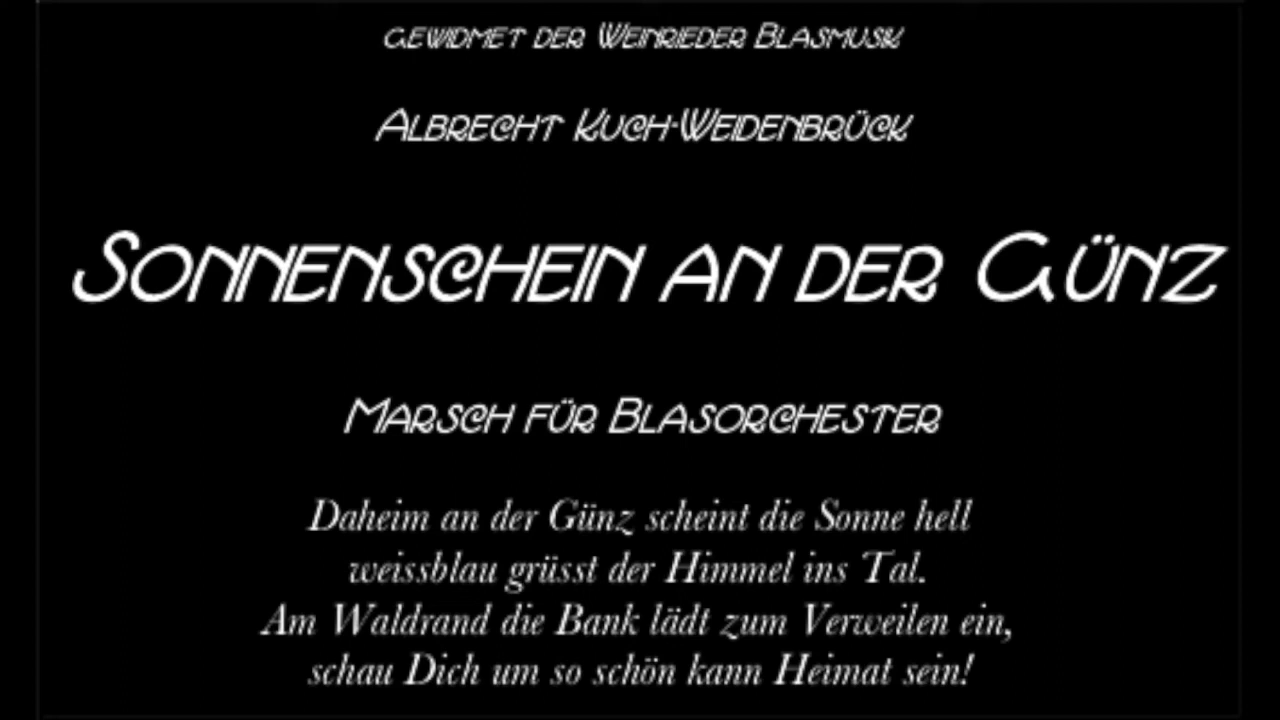 gewidmet der Weinrieder Blasmusik
Albrecht Kuch-Weidenbrück
Sonnenschein an der Günz
Marsch für Blasorchester
Daheim an der Günz scheint die Sonne hell
weissblau grüsst der Himmel ins Tal.
Am Waldrand die Bank lädt zum Verweilen ein,
schau Dich um so schön kann Heimat sein!